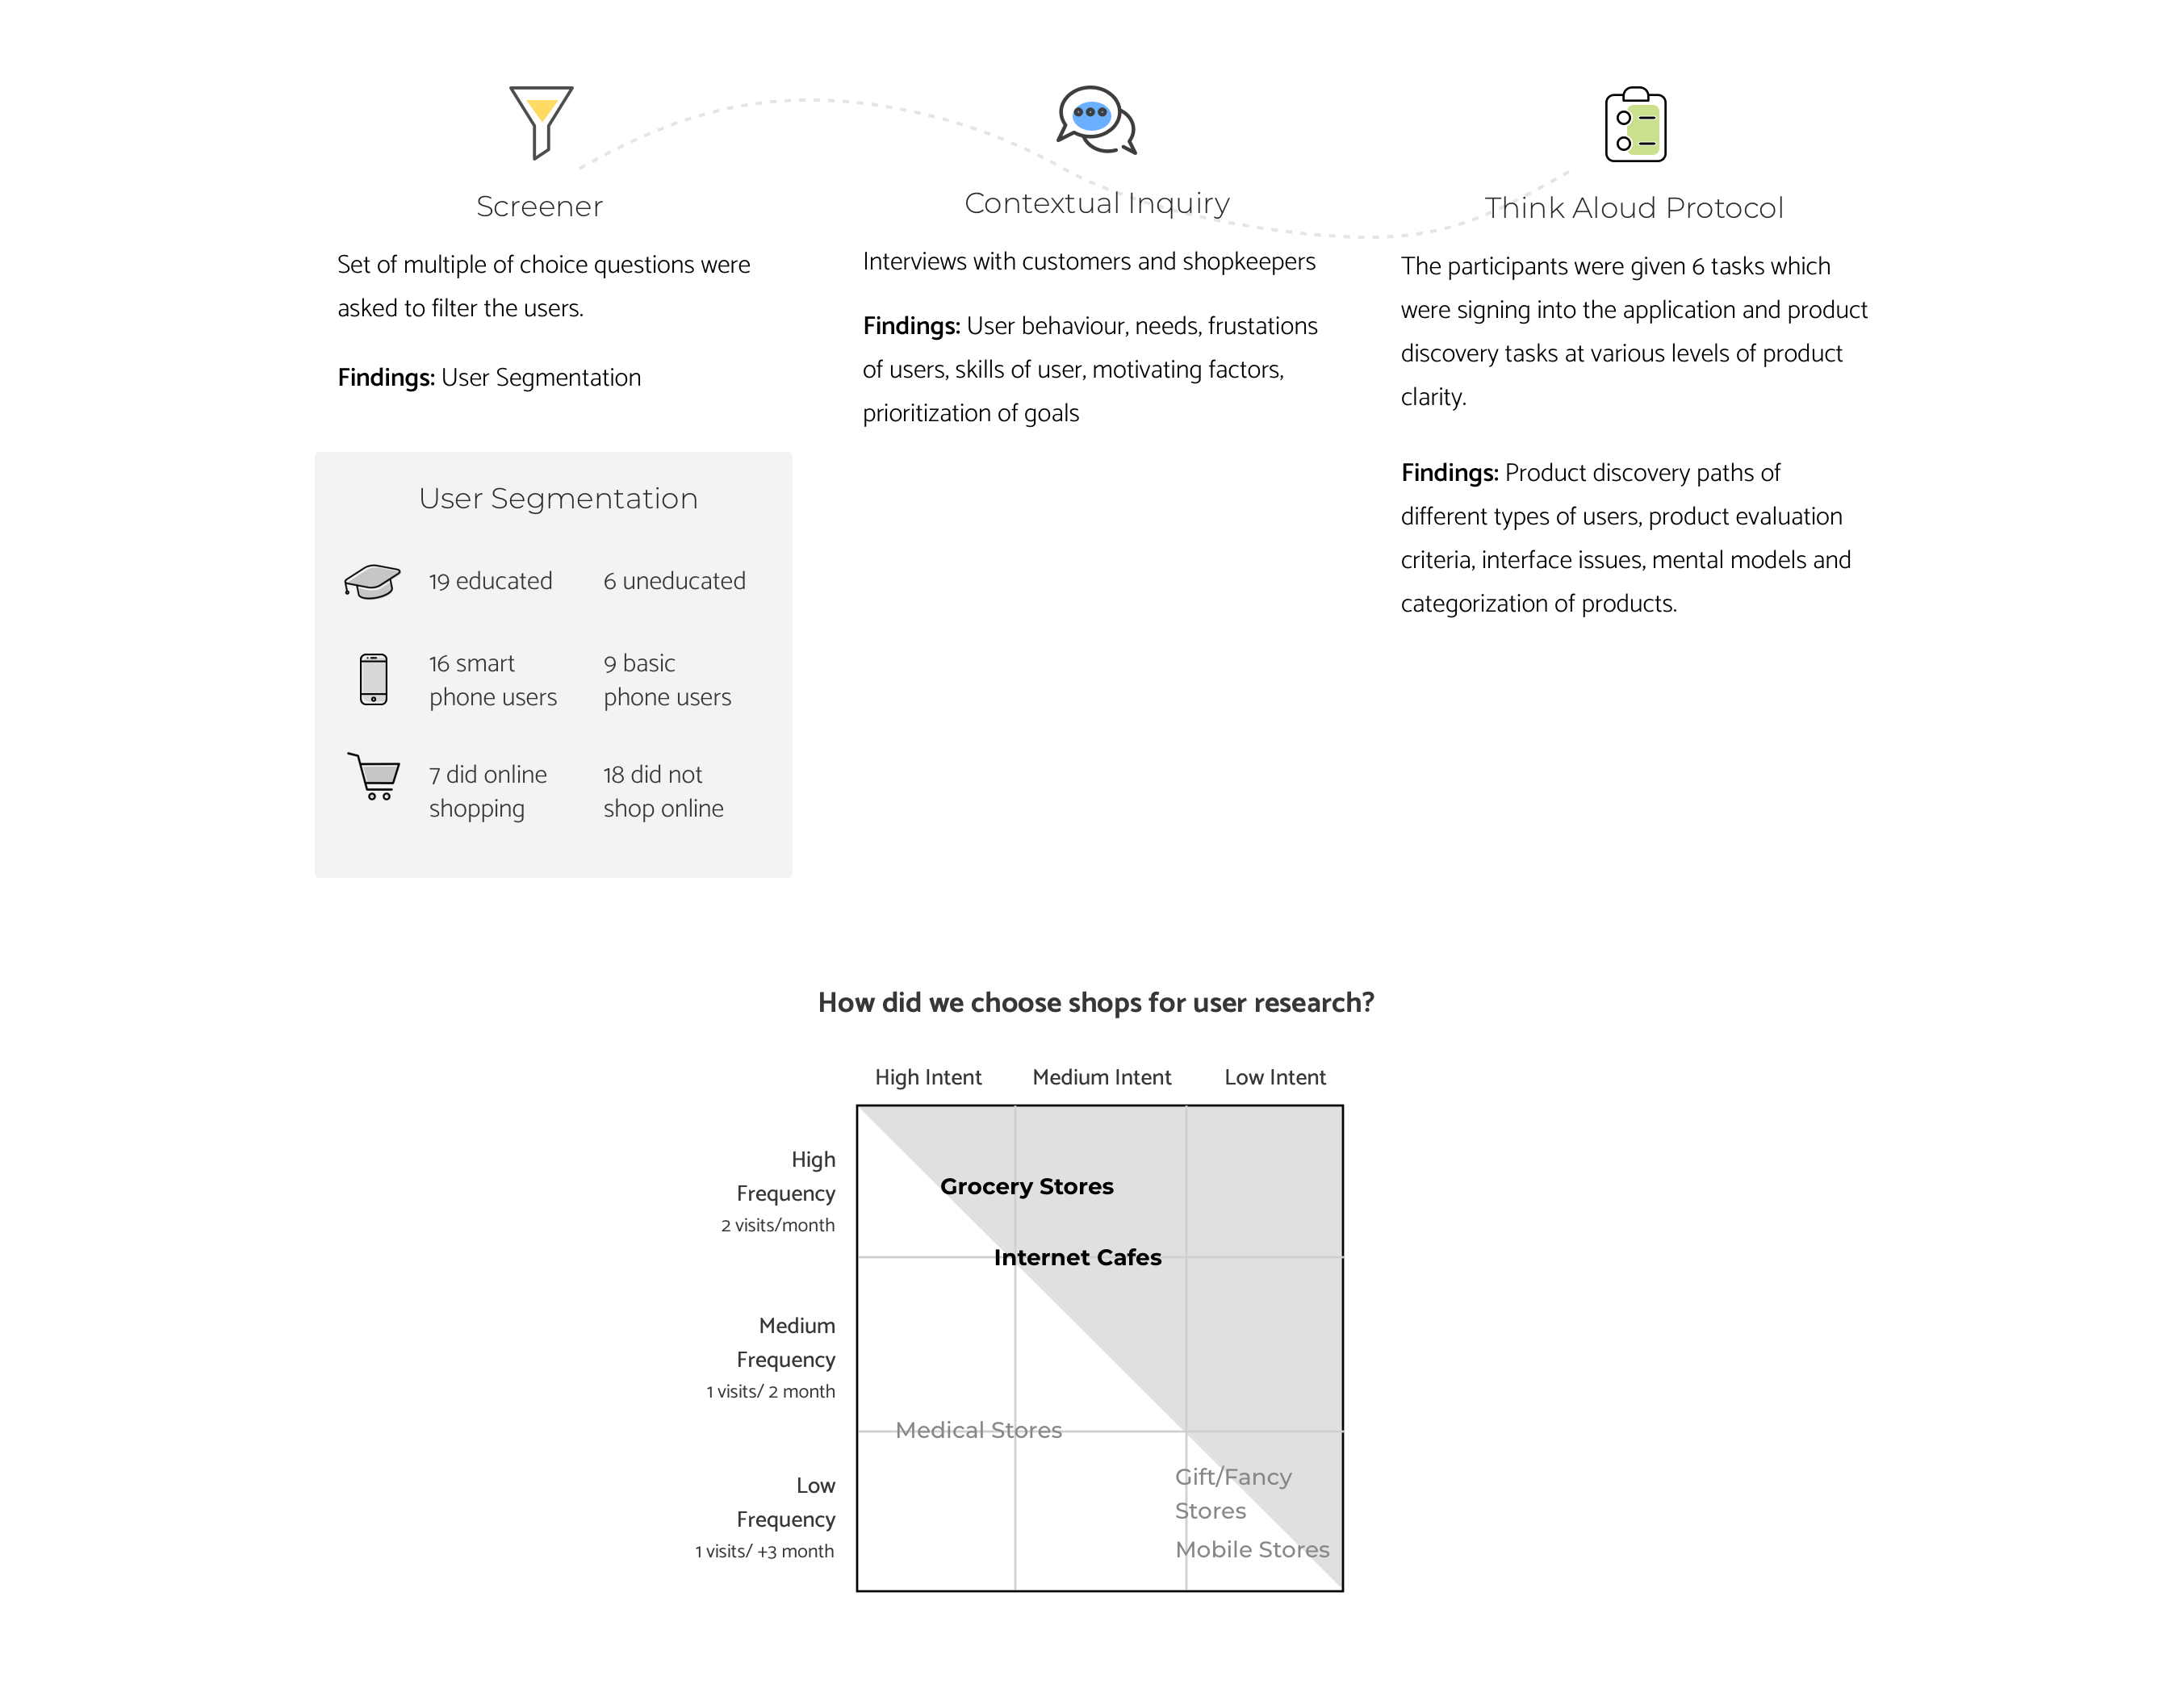 Screener
Set of multiple of choice questions were
asked to filter the users.
Findings: User Segmentation
User Segmentation
19 educated
6 uneducated
16 smart
phone users
9 basic
phone users
7 did online
shopping
18 did not
shop online
Contextual Inquiry
Interviews with customers and shopkeepers
Findings: User behaviour, needs, frustations
of users, skills of user, motivating factors,
prioritization of goals
Think Aloud Protocol
The participants were given 6 tasks which
were signing into the application and product
discovery tasks at various levels of product
clarity.
Findings: Product discovery paths of
different types of users, product evaluation
criteria, interface issues, mental models and
categorization of products.
How did we choose shops for user research?
High Intent
Medium Intent
Low Intent
High
Frequency
2 visits/month
Grocery Stores
Internet Cafes
Medium
Frequency
1 visits/ 2 month
Medical Stores
Low
Frequency
1 visits/ +3 month
Gift/Fancy
Stores
Mobile Stores